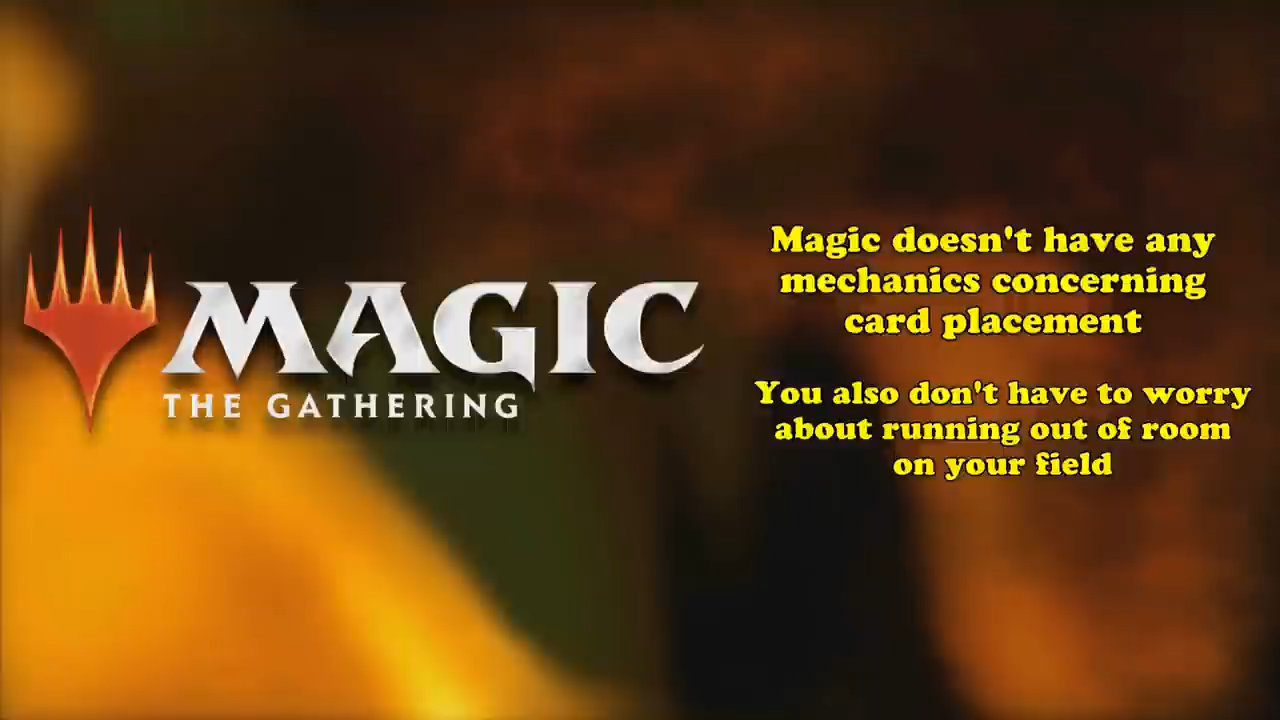 MAGIC
THE GATHERING
Magic doesn't have any
mechanics concerning
card placement
You also don't have to worry
about running out of room
on your field